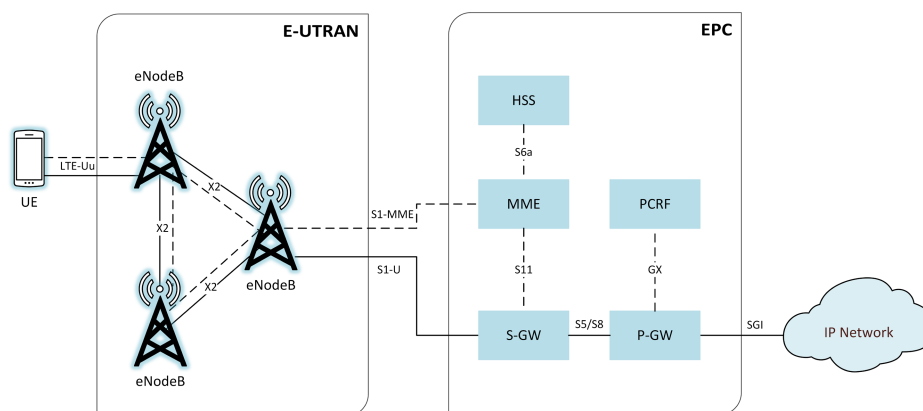 E-UTRAN
EPC
eNodeB
HSS
S6a
LTE-Uu
UE
X2
X2
X2
eNodeB
eNodeB
S1-MME
S1-U
MME
PCRF
S11
GX
S-GW
S5/S8
P-GW
SGI
IP Network